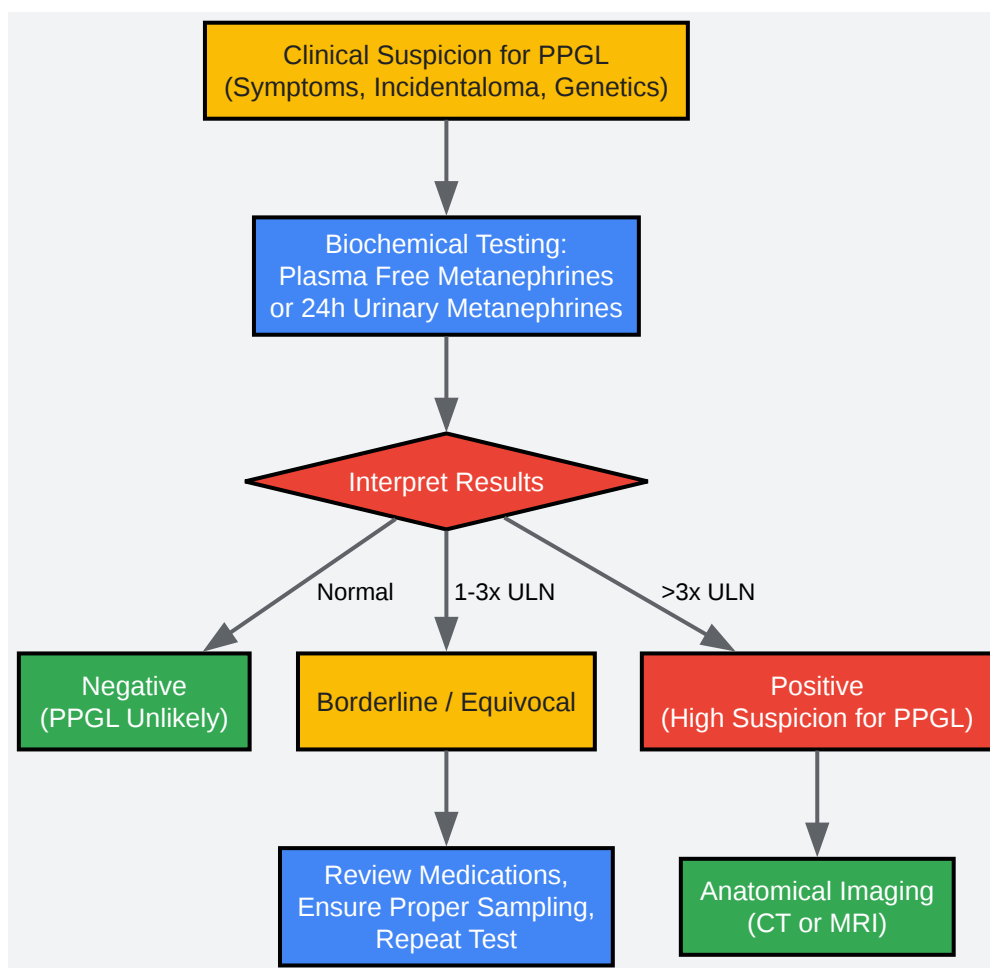 Clinical Suspicion for PPGL
(Symptoms, Incidentaloma, Genetics)
Biochemical Testing:
Plasma Free Metanephrines
or 24h Urinary Metanephrines
Interpret Results
Normal
1-3x ULN
>3x ULN
Negative
(PPGL Unlikely)
Borderline / Equivocal
Positive
(High Suspicion for PPGL)
Review Medications,
Ensure Proper Sampling,
Repeat Test
Anatomical Imaging
(CT or MRI)